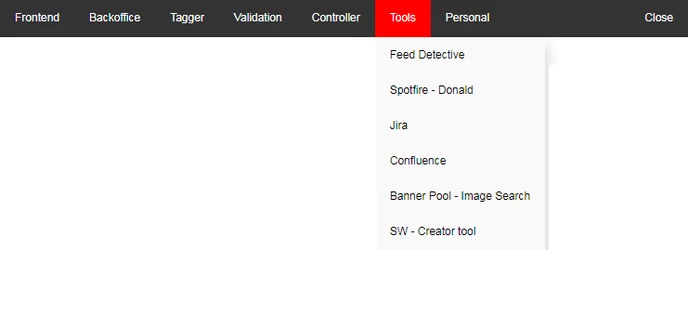 Frontend Backoffice Tagger Validation Controller Tools Personal Close
Feed Detective
Spotfire - Donald
Jira
Confluence
Banner Pool - Image Search
SW - Creator tool